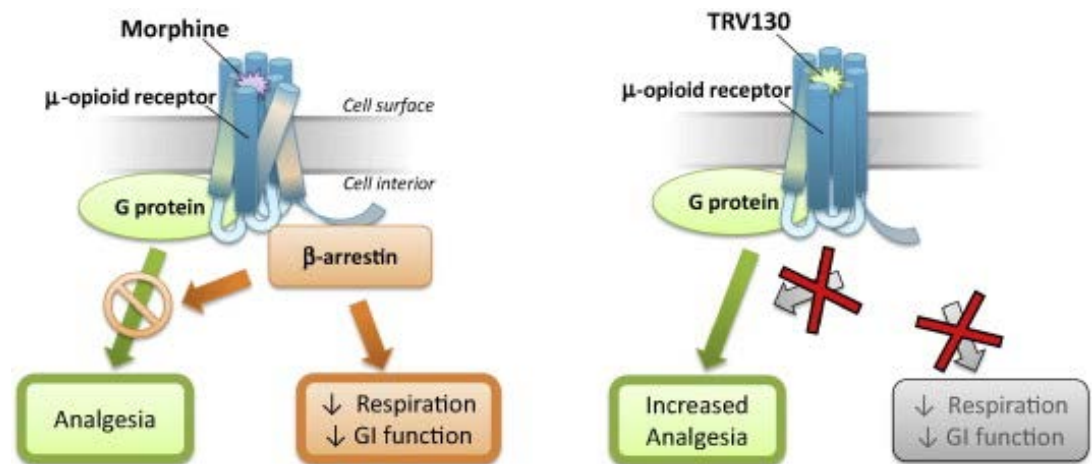 Morphine
μ-opioid receptor
Cell surface
Cell interior
G protein
β-arrestin
Analgesia
↓ Respiration
↓ GI function
TRV130
μ-opioid receptor
G protein
Increased
Analgesia
↓ Respiration
↓ GI function